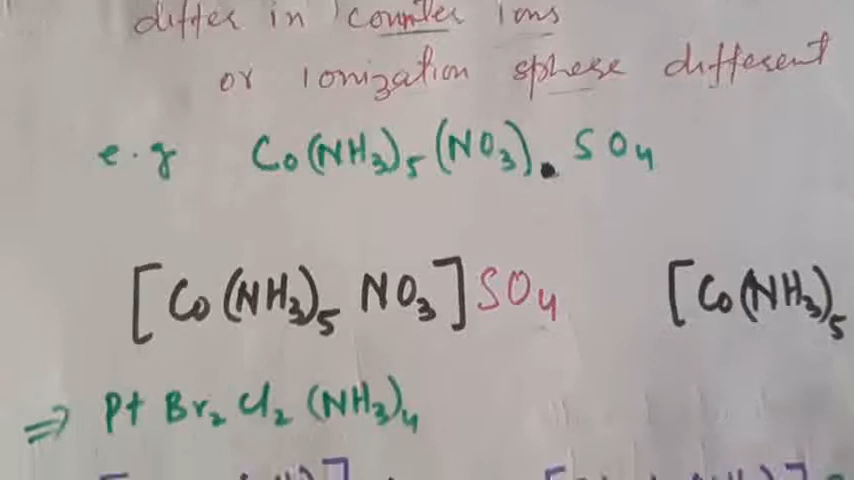 differ in counter ions
or ionization sphere different
e.g Co(NH3)5(NO3).SO4
[Co(NH3)5 NO3]SO4 [Co(NH3)5
⇒ Pt Br2 Cl2 (NH3)4